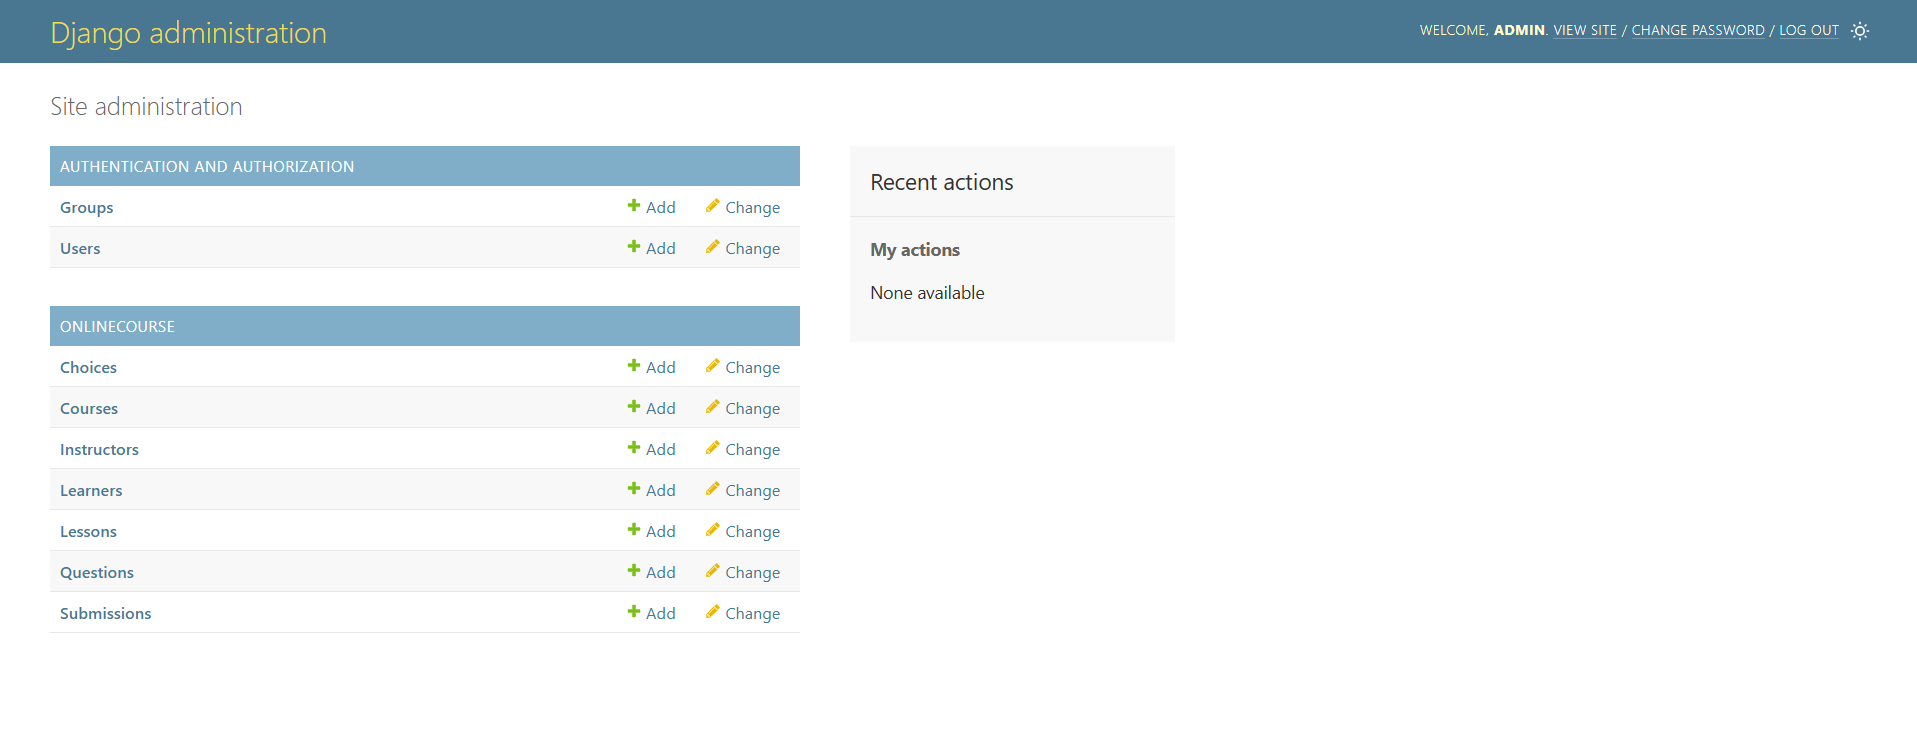 Django administration
WELCOME, ADMIN. VIEW SITE / CHANGE PASSWORD / LOG OUT
Site administration
AUTHENTICATION AND AUTHORIZATION
Groups Add Change
Users Add Change
ONLINECOURSE
Choices Add Change
Courses Add Change
Instructors Add Change
Learners Add Change
Lessons Add Change
Questions Add Change
Submissions Add Change
Recent actions
My actions
None available